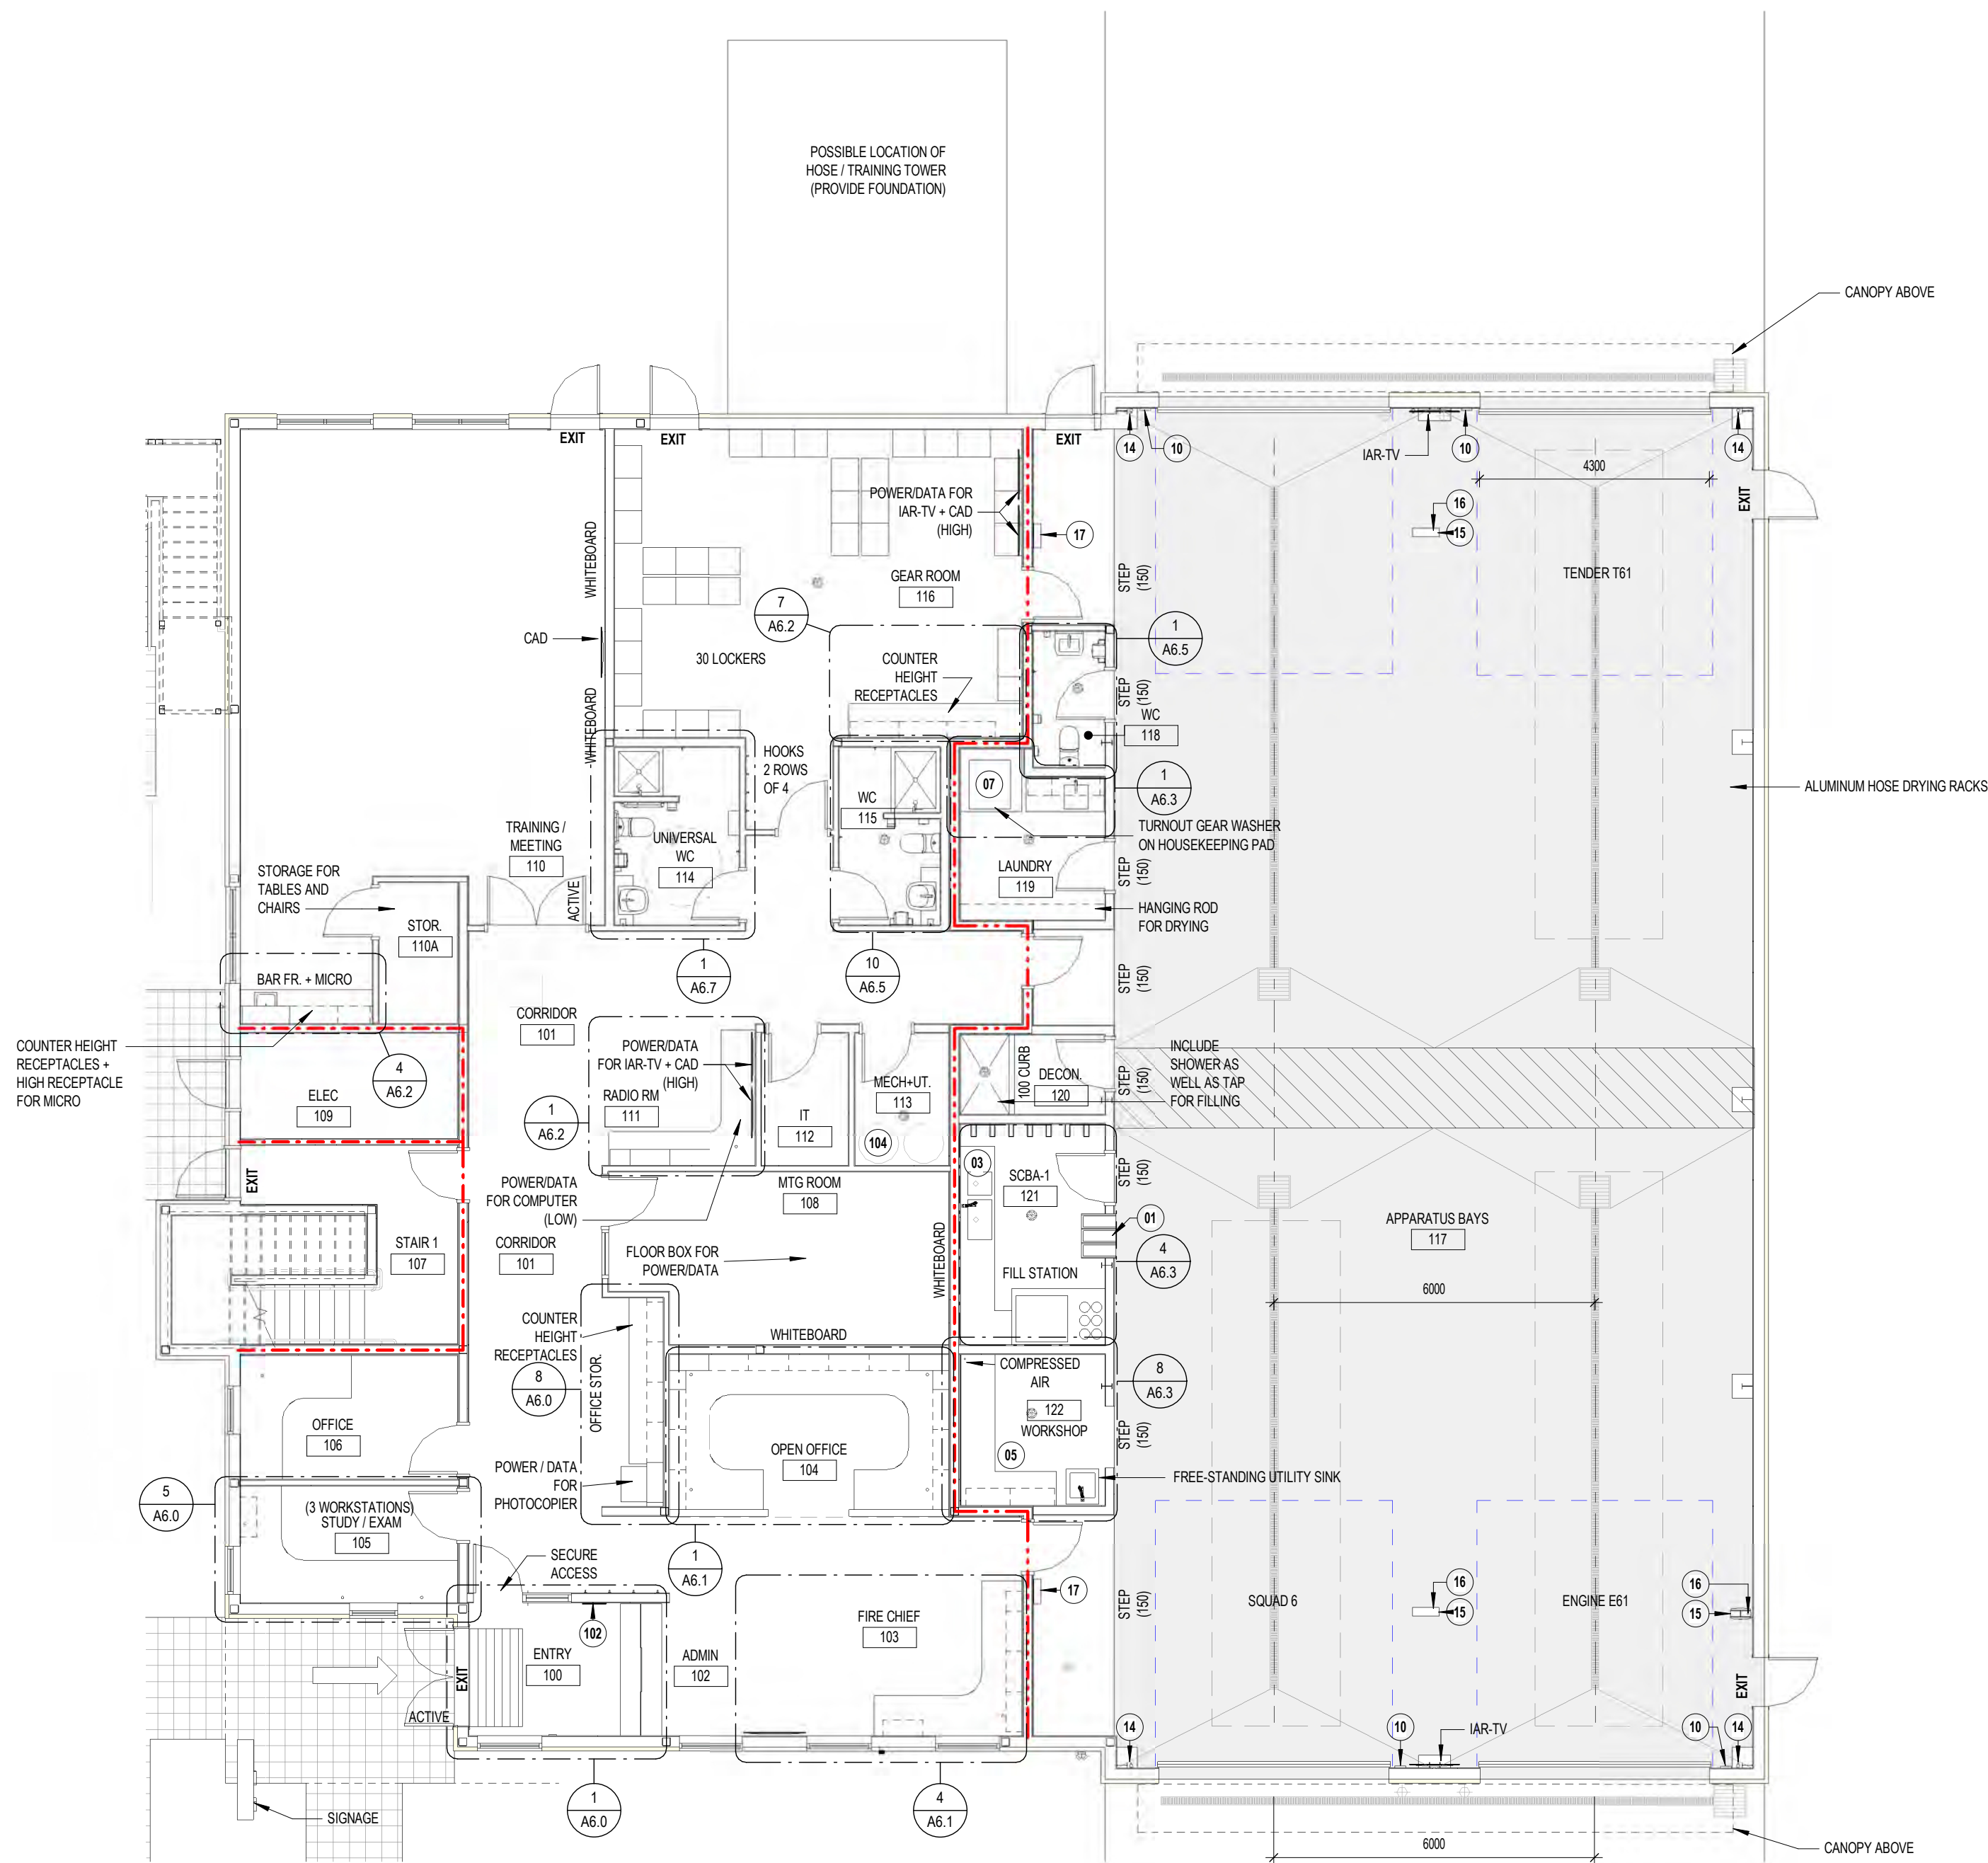 POSSIBLE LOCATION OF
HOSE / TRAINING TOWER
(PROVIDE FOUNDATION)
CANOPY ABOVE
EXIT
EXIT
EXIT
14
10
IAR-TV
10
14
4300
EXIT
POWER/DATA FOR
IAR-TV + CAD
(HIGH)
17
16
15
WHITEBOARD
GEAR ROOM
116
STEP
(150)
TENDER T61
7
A6.2
1
A6.5
CAD
30 LOCKERS
COUNTER
HEIGHT
RECEPTACLES
STEP
(150)
WHITEBOARD
WC
118
HOOKS
2 ROWS
OF 4
07
1
A6.3
ALUMINUM HOSE DRYING RACKS
WC
115
TURNOUT GEAR WASHER
ON HOUSEKEEPING PAD
TRAINING /
MEETING
110
UNIVERSAL
WC
114
STORAGE FOR
TABLES AND
CHAIRS
LAUNDRY
119
STEP
(150)
ACTIVE
STOR.
110A
HANGING ROD
FOR DRYING
BAR FR. + MICRO
1
A6.7
10
A6.5
STEP
(150)
CORRIDOR
101
COUNTER HEIGHT
RECEPTACLES +
HIGH RECEPTACLE
FOR MICRO
4
A6.2
POWER/DATA
FOR IAR-TV + CAD
(HIGH)
100 CURB
INCLUDE
SHOWER AS
WELL AS TAP
FOR FILLING
ELEC
109
RADIO RM
111
MECH+UT.
113
DECON.
120
STEP
(150)
1
A6.2
IT
112
104
03
SCBA-1
121
STEP
(150)
EXIT
POWER/DATA
FOR COMPUTER
(LOW)
MTG ROOM
108
01
APPARATUS BAYS
117
STAIR 1
107
CORRIDOR
101
FLOOR BOX FOR
POWER/DATA
WHITEBOARD
4
A6.3
FILL STATION
6000
COUNTER
HEIGHT
RECEPTACLES
WHITEBOARD
8
A6.0
OFFICE STOR.
COMPRESSED
AIR
8
A6.3
122
WORKSHOP
STEP
(150)
OFFICE
106
OPEN OFFICE
104
05
POWER / DATA
FOR
PHOTOCOPIER
FREE-STANDING UTILITY SINK
5
A6.0
(3 WORKSTATIONS)
STUDY / EXAM
105
SECURE
ACCESS
1
A6.1
17
STEP
(150)
SQUAD 6
16
15
ENGINE E61
16
15
FIRE CHIEF
103
102
ENTRY
100
ADMIN
102
EXIT
EXIT
ACTIVE
14
10
IAR-TV
10
14
SIGNAGE
1
A6.0
4
A6.1
6000
CANOPY ABOVE